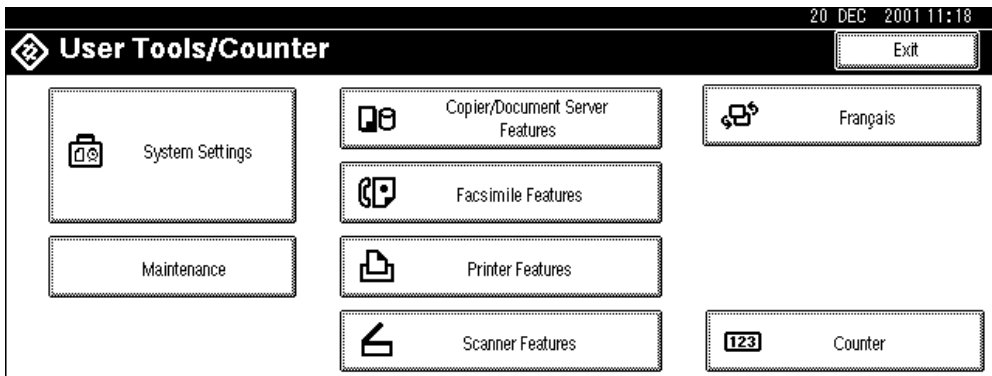 20 DEC 2001 11:18
User Tools/Counter
Exit
System Settings
Maintenance
Copier/Document Server
Features
Facsimile Features
Printer Features
Scanner Features
Français
123
Counter